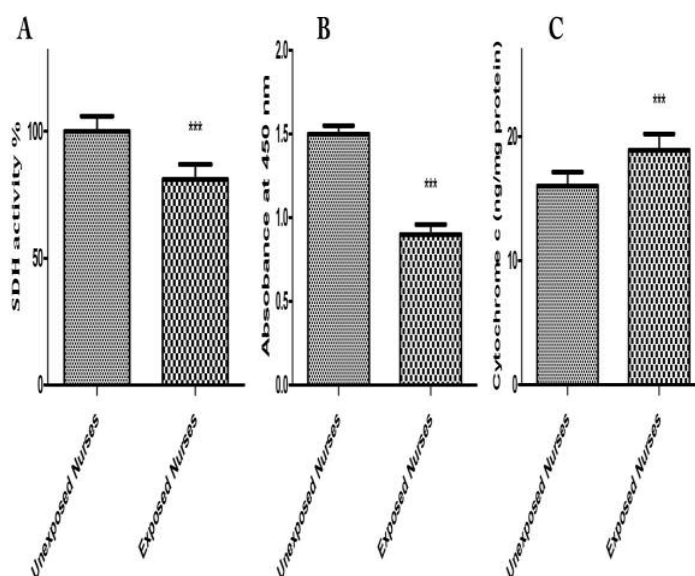 A
B
C
SDH activity %
100
50
0
***
Unexposed Nurses
Exposed Nurses
Absobance at 450 nm
2.0
1.5
1.0
0.5
0.0
***
Unexposed Nurses
Exposed Nurses
Cytochrome c (ng/mg protein)
20
10
0
***
Unexposed Nurses
Exposed Nurses